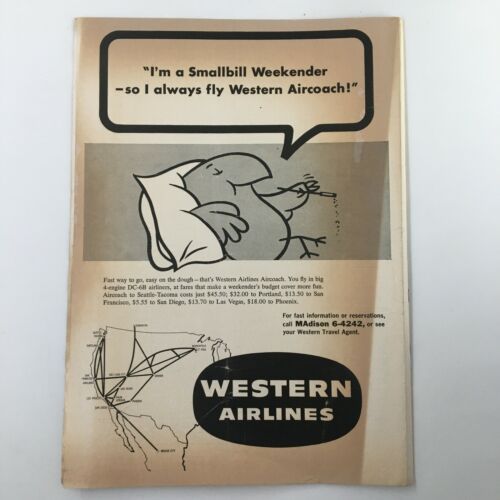 "I'm a Smallbill Weekender
—so I always fly Western Aircoach!"
Fast way to go, easy on the dough—that's Western Airlines Aircoach. You fly in big
4-engine DC-6B airliners, at fares that make a weekender's budget cover more fun.
Aircoach to Seattle-Tacoma costs just $45.50; $32.00 to Portland, $13.50 to San
Francisco, $5.55 to San Diego, $13.70 to Las Vegas, $18.00 to Phoenix.
For fast information or reservations,
call MAdison 6-4242, or see
your Western Travel Agent.
WESTERN
AIRLINES
MEXICO CITY